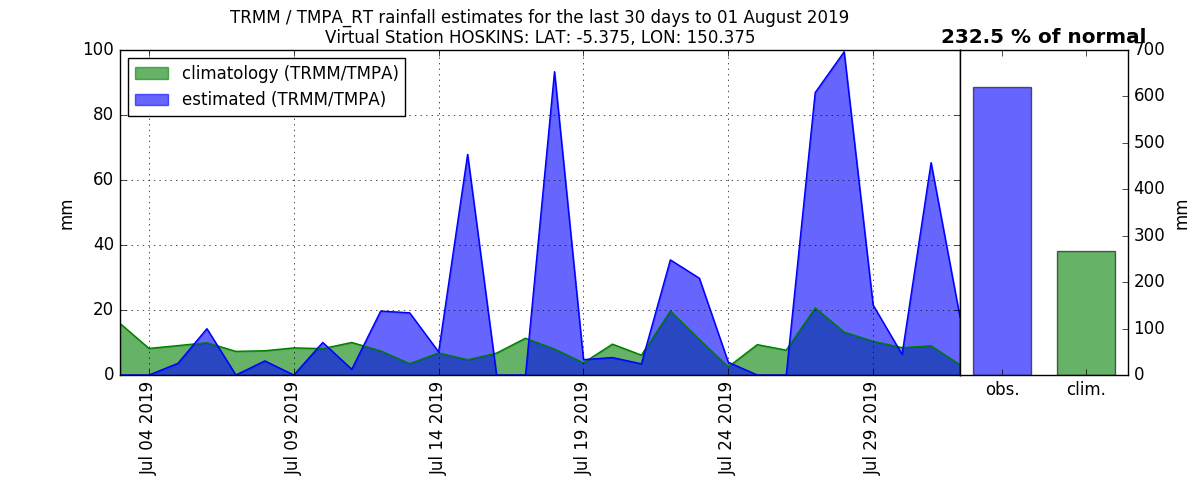 TRMM / TMPA_RT rainfall estimates for the last 30 days to 01 August 2019
Virtual Station HOSKINS: LAT: -5.375, LON: 150.375
232.5 % of normal
climatology (TRMM/TMPA)
estimated (TRMM/TMPA)
100
80
60
40
20
0
mm
Jul 04 2019
Jul 09 2019
Jul 14 2019
Jul 19 2019
Jul 24 2019
Jul 29 2019
obs.
clim.
700
600
500
400
300
200
100
0
mm